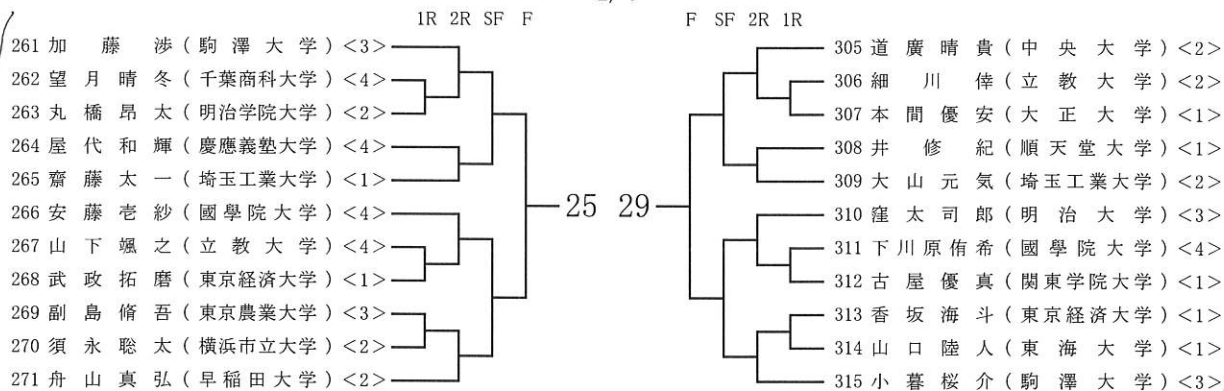 1R 2R SF F
261 加藤渉 (駒澤大学) <3>
262 望月晴冬 (千葉商科大学) <4>
263 丸橋昂太 (明治学院大学) <2>
264 屋代和輝 (慶應義塾大学) <4>
265 齋藤太一 (埼玉工業大学) <1>
266 安藤壱紗 (國學院大学) <4>
267 山下颯之 (立教大学) <4>
268 武政拓磨 (東京経済大学) <1>
269 副島脩吾 (東京農業大学) <3>
270 須永聡太 (横浜市立大学) <2>
271 舟山真弘 (早稲田大学) <2>
25
29
F SF 2R 1R
305 道廣晴貴 (中央大学) <2>
306 細川倖 (立教大学) <2>
307 本間優安 (大正大学) <1>
308 井修紀 (順天堂大学) <1>
309 大山元気 (埼玉工業大学) <2>
310 窪太司郎 (明治大学) <3>
311 下川原侑希 (國學院大学) <4>
312 古屋優真 (関東学院大学) <1>
313 香坂海斗 (東京経済大学) <1>
314 山口陸人 (東海大学) <1>
315 小暮桜介 (駒澤大学) <3>